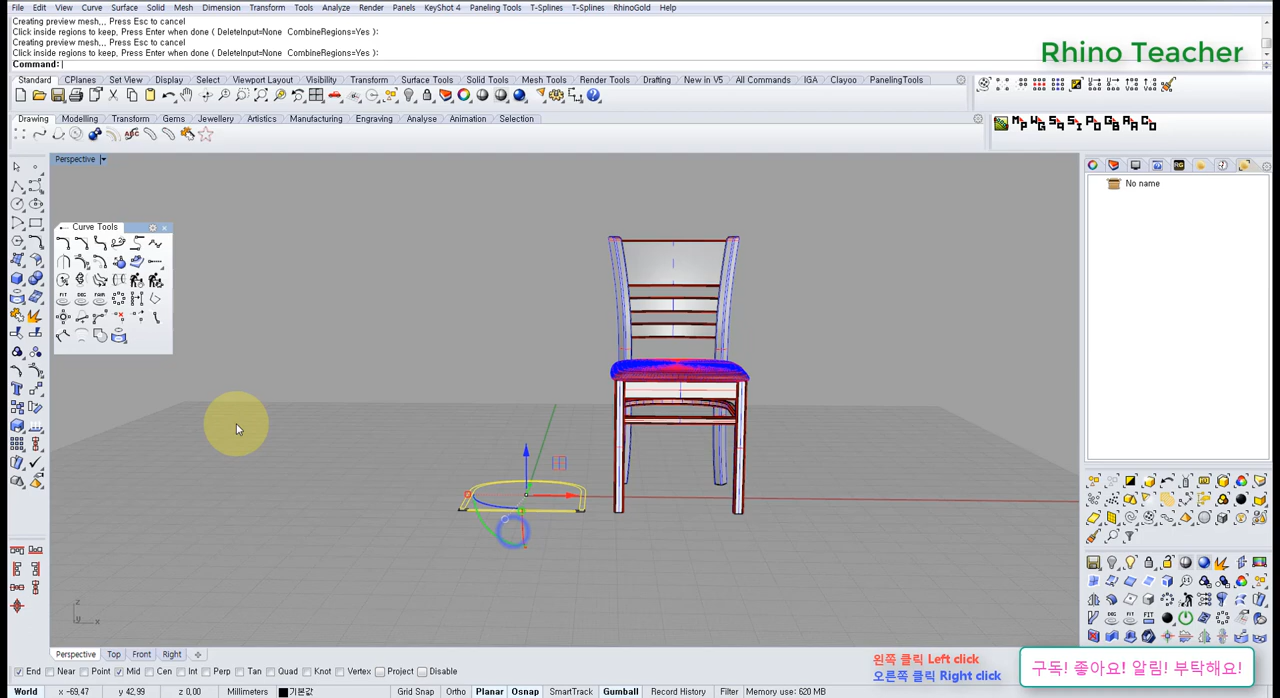 File Edit View Curve Surface Solid Mesh Dimension Transform Tools Analyze Render Panels KeyShot 4 Paneling Tools T-Splines T-Splines RhinoGold Help
Creating preview mesh... Press Esc to cancel
Click inside regions to keep. Press Enter when done ( DeleteInput=None CombineRegions=Yes ):
Creating preview mesh... Press Esc to cancel
Click inside regions to keep. Press Enter when done ( DeleteInput=None CombineRegions=Yes ):
Command:
Rhino Teacher
Standard CPlanes Set View Display Select Viewport Layout Visibility Transform Surface Tools Solid Tools Mesh Tools Render Tools Drafting New in V5 All Commands IGA Clayoo PanelingTools
Drawing Modelling Transform Gems Jewellery Artistics Manufacturing Engraving Analyse Animation Selection
Perspective
No name
Curve Tools
z
y
x
Perspective Top Front Right
End Near Point Mid Cen Int Perp Tan Quad Knot Vertex Project Disable
왼쪽 클릭 Left click
오른쪽 클릭 Right click
구독! 좋아요! 알림! 부탁해요!
World x -69.47 y 42.99 z 0.00 Millimeters 기본값 Grid Snap Ortho Planar Osnap SmartTrack Gumball Record History Filter Memory use: 620 MB